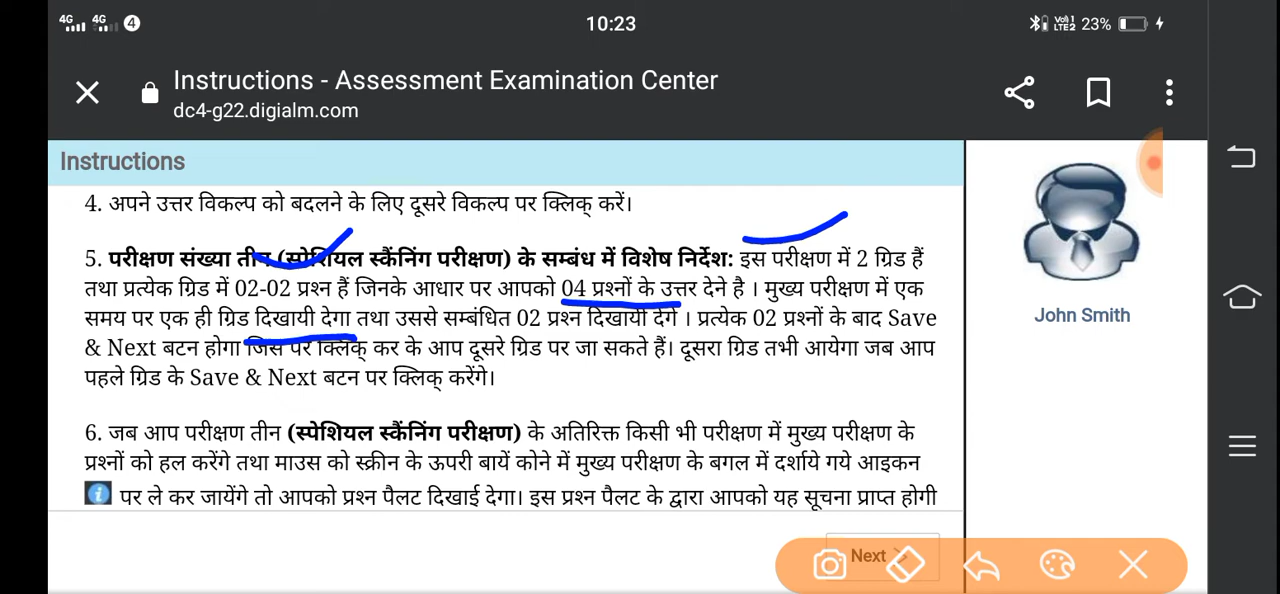 4G 4G 4 10:23 Vo) 1 LTE2 23%
Instructions - Assessment Examination Center
dc4-g22.digialm.com
Instructions
4. अपने उत्तर विकल्प को बदलने के लिए दूसरे विकल्प पर क्लिक् करें।
5. परीक्षण संख्या तीन (स्पेशियल स्कैंनिंग परीक्षण) के सम्बंध में विशेष निर्देश: इस परीक्षण में 2 ग्रिड हैं
तथा प्रत्येक ग्रिड में 02-02 प्रश्न हैं जिनके आधार पर आपको 04 प्रश्नों के उत्तर देने है । मुख्य परीक्षण में एक
समय पर एक ही ग्रिड दिखायी देगा तथा उससे सम्बंधित 02 प्रश्न दिखायी देंगे । प्रत्येक 02 प्रश्नों के बाद Save
& Next बटन होगा जिस पर क्लिक् कर के आप दूसरे ग्रिड पर जा सकते हैं। दूसरा ग्रिड तभी आयेगा जब आप
पहले ग्रिड के Save & Next बटन पर क्लिक् करेंगे।
6. जब आप परीक्षण तीन (स्पेशियल स्कैंनिंग परीक्षण) के अतिरिक्त किसी भी परीक्षण में मुख्य परीक्षण के
प्रश्नों को हल करेंगे तथा माउस को स्क्रीन के ऊपरी बायें कोने में मुख्य परीक्षण के बगल में दर्शाये गये आइकन
i पर ले कर जायेंगे तो आपको प्रश्न पैलट दिखाई देगा। इस प्रश्न पैलट के द्वारा आपको यह सूचना प्राप्त होगी
Next >
John Smith